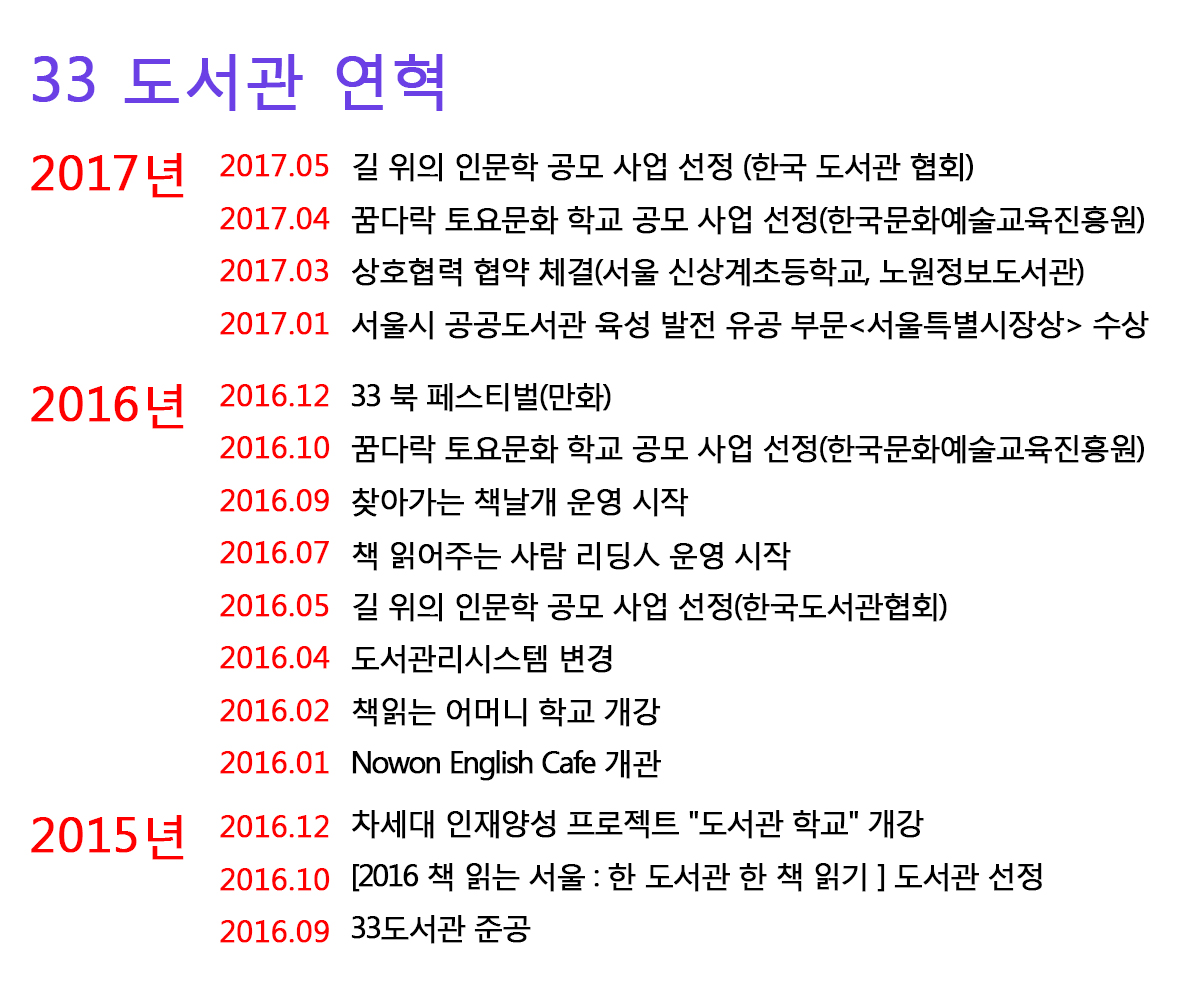 33 도서관 연혁
2017년 2017.05 길 위의 인문학 공모 사업 선정 (한국 도서관 협회)
2017.04 꿈다락 토요문화 학교 공모 사업 선정(한국문화예술교육진흥원)
2017.03 상호협력 협약 체결(서울 신상계초등학교, 노원정보도서관)
2017.01 서울시 공공도서관 육성 발전 유공 부문<서울특별시장상> 수상
2016년 2016.12 33 북 페스티벌(만화)
2016.10 꿈다락 토요문화 학교 공모 사업 선정(한국문화예술교육진흥원)
2016.09 찾아가는 책날개 운영 시작
2016.07 책 읽어주는 사람 리딩人 운영 시작
2016.05 길 위의 인문학 공모 사업 선정(한국도서관협회)
2016.04 도서관리시스템 변경
2016.02 책읽는 어머니 학교 개강
2016.01 Nowon English Cafe 개관
2015년 2016.12 차세대 인재양성 프로젝트 "도서관 학교" 개강
2016.10 [2016 책 읽는 서울 : 한 도서관 한 책 읽기 ] 도서관 선정
2016.09 33도서관 준공